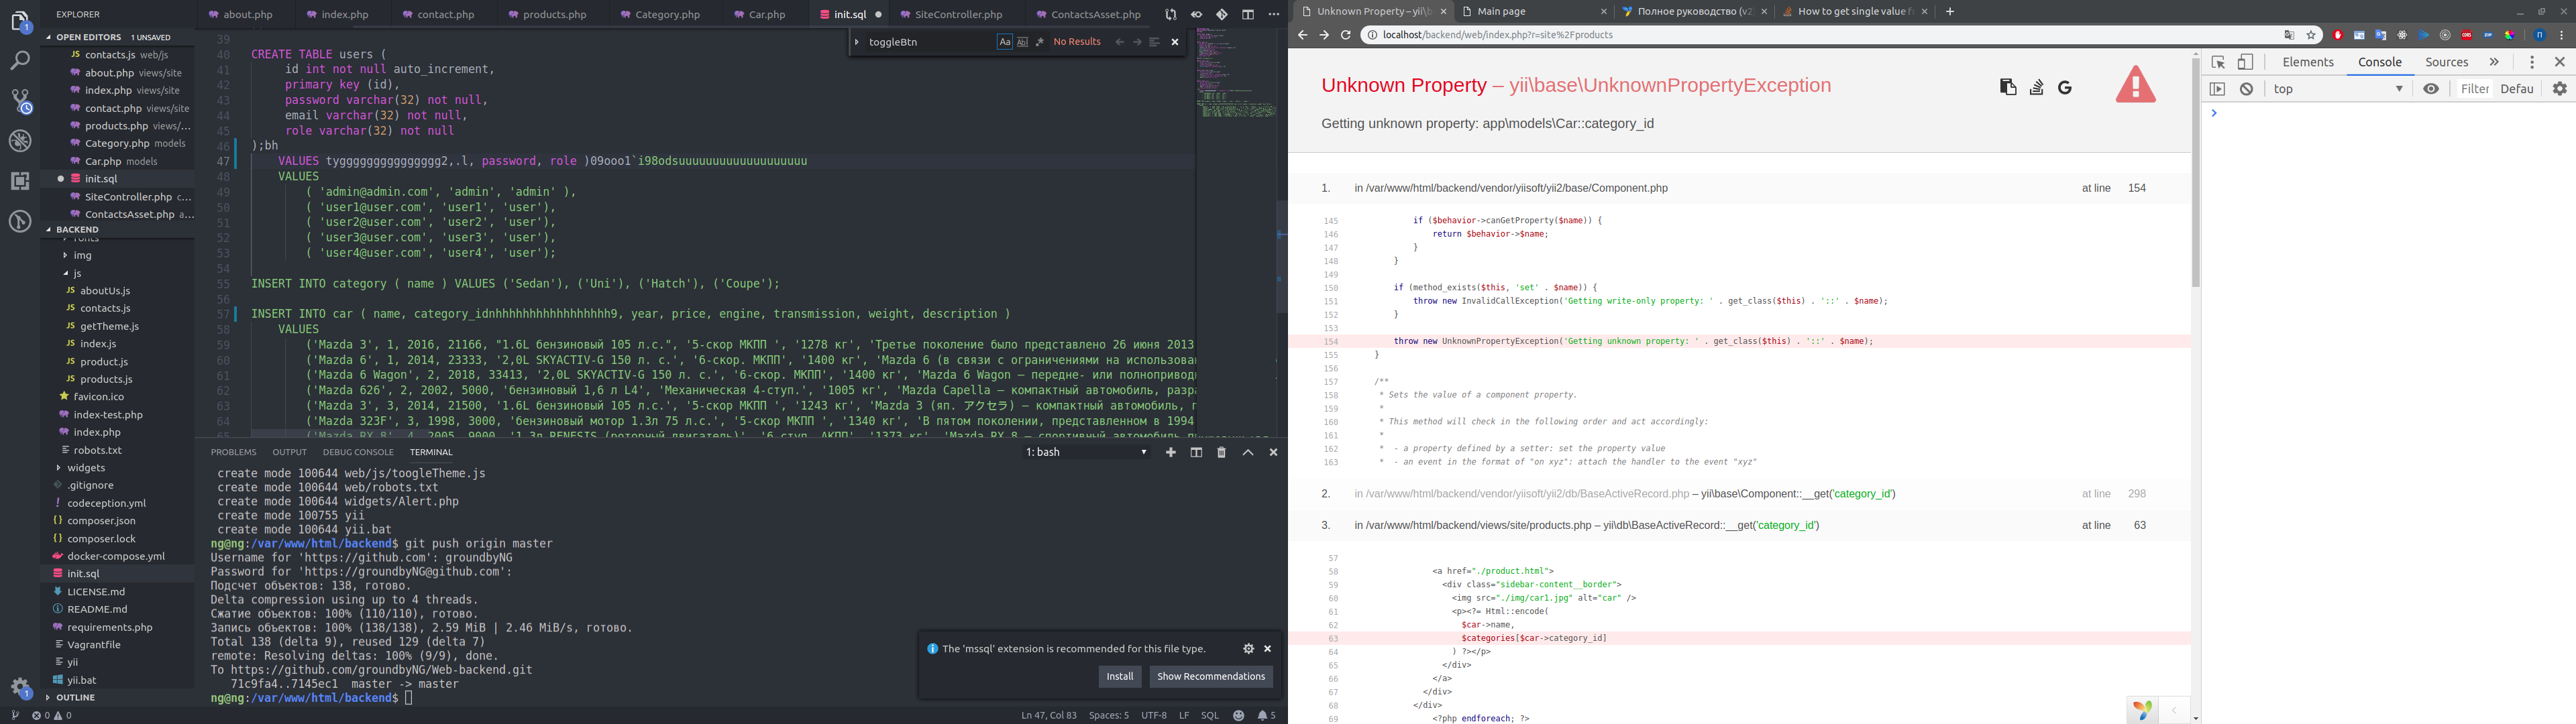 EXPLORER
OPEN EDITORS 1 UNSAVED
contacts.js web/js
about.php views/site
index.php views/site
contact.php views/site
products.php views/...
Category.php models
Car.php models
init.sql
SiteController.php c...
ContactsAsset.php a...
BACKEND
fonts
img
js
aboutUs.js
contacts.js
getTheme.js
index.js
product.js
products.js
favicon.ico
index-test.php
index.php
robots.txt
widgets
.gitignore
codeception.yml
composer.json
composer.lock
docker-compose.yml
init.sql
LICENSE.md
README.md
requirements.php
Vagrantfile
yii
yii.bat
OUTLINE
about.php index.php contact.php products.php Category.php Car.php init.sql SiteController.php ContactsAsset.php
toggleBtn Aa Abl .* No Results
39
40 CREATE TABLE users (
41 id int not null auto_increment,
42 primary key (id),
43 password varchar(32) not null,
44 email varchar(32) not null,
45 role varchar(32) not null
46 );bh
47 VALUES tyggggggggggggggg2,.l, password, role )09ooo1`i98odsuuuuuuuuuuuuuuuuuuu
48 VALUES
49 ( 'admin@admin.com', 'admin', 'admin' ),
50 ( 'user1@user.com', 'user1', 'user'),
51 ( 'user2@user.com', 'user2', 'user'),
52 ( 'user3@user.com', 'user3', 'user'),
53 ( 'user4@user.com', 'user4', 'user');
54
55 INSERT INTO category ( name ) VALUES ('Sedan'), ('Uni'), ('Hatch'), ('Coupe');
56
57 INSERT INTO car ( name, category_idnhhhhhhhhhhhhhhhhh9, year, price, engine, transmission, weight, description )
58 VALUES
59 ('Mazda 3', 1, 2016, 21166, "1.6L бензиновый 105 л.с.", '5-скор МКПП ', '1278 кг', 'Третье поколение было представлено 26 июня 2013
60 ('Mazda 6', 1, 2014, 23333, '2,0L SKYACTIV-G 150 л. с.', '6-скор. МКПП', '1400 кг', 'Mazda 6 (в связи с ограничениями на использова
61 ('Mazda 6 Wagon', 2, 2018, 33413, '2,0L SKYACTIV-G 150 л. с.', '6-скор. МКПП', '1400 кг', 'Mazda 6 Wagon — передне- или полнопривод
62 ('Mazda 626', 2, 2002, 5000, 'бензиновый 1,6 л L4', 'Механическая 4-ступ.', '1005 кг', 'Mazda Capella — компактный автомобиль, разра
63 ('Mazda 3', 3, 2014, 21500, '1.6L бензиновый 105 л.с.', '5-скор МКПП ', '1243 кг', 'Mazda 3 (яп. アクセラ) — компактный автомобиль, п
64 ('Mazda 323F', 3, 1998, 3000, 'бензиновый мотор 1.3л 75 л.с.', '5-скор МКПП ', '1340 кг', 'В пятом поколении, представленном в 1994
65 ('Mazda RX-8', 4, 2005, 9000, '1.3л RENESIS (роторный двигатель)', '6-ступ. АКПП', '1373 кг', 'Mazda RX-8 — спортивный автомобиль
PROBLEMS OUTPUT DEBUG CONSOLE TERMINAL 1: bash
create mode 100644 web/js/toogleTheme.js
create mode 100644 web/robots.txt
create mode 100644 widgets/Alert.php
create mode 100755 yii
create mode 100644 yii.bat
ng@ng:/var/www/html/backend$ git push origin master
Username for 'https://github.com': groundbyNG
Password for 'https://groundbyNG@github.com':
Подсчет объектов: 138, готово.
Delta compression using up to 4 threads.
Сжатие объектов: 100% (110/110), готово.
Запись объектов: 100% (138/138), 2.59 MiB | 2.46 MiB/s, готово.
Total 138 (delta 9), reused 129 (delta 7)
remote: Resolving deltas: 100% (9/9), done.
To https://github.com/groundbyNG/Web-backend.git
71c9fa4..7145ec1 master -> master
ng@ng:/var/www/html/backend$
The 'mssql' extension is recommended for this file type.
Install Show Recommendations
0 0 Ln 47, Col 83 Spaces: 5 UTF-8 LF SQL 5
Unknown Property – yii\b Main page Полное руководство (v2 How to get single value f
localhost/backend/web/index.php?r=site%2Fproducts
Unknown Property – yii\base\UnknownPropertyException
Getting unknown property: app\models\Car::category_id
1. in /var/www/html/backend/vendor/yiisoft/yii2/base/Component.php at line 154
145 if ($behavior->canGetProperty($name)) {
146 return $behavior->$name;
147 }
148 }
149
150 if (method_exists($this, 'set' . $name)) {
151 throw new InvalidCallException('Getting write-only property: ' . get_class($this) . '::' . $name);
152 }
153
154 throw new UnknownPropertyException('Getting unknown property: ' . get_class($this) . '::' . $name);
155 }
156
157 /**
158 * Sets the value of a component property.
159 *
160 * This method will check in the following order and act accordingly:
161 *
162 * - a property defined by a setter: set the property value
163 * - an event in the format of "on xyz": attach the handler to the event "xyz"
2. in /var/www/html/backend/vendor/yiisoft/yii2/db/BaseActiveRecord.php – yii\base\Component::__get('category_id') at line 298
3. in /var/www/html/backend/views/site/products.php – yii\db\BaseActiveRecord::__get('category_id') at line 63
57
58 <a href="./product.html">
59 <div class="sidebar-content__border">
60 <img src="./img/car1.jpg" alt="car" />
61 <p><?= Html::encode(
62 $car->name,
63 $categories[$car->category_id]
64 ) ?></p>
65 </div>
66 </a>
67 </div>
68 </div>
69 <?php endforeach; ?>
Elements Console Sources
top Filter Defau